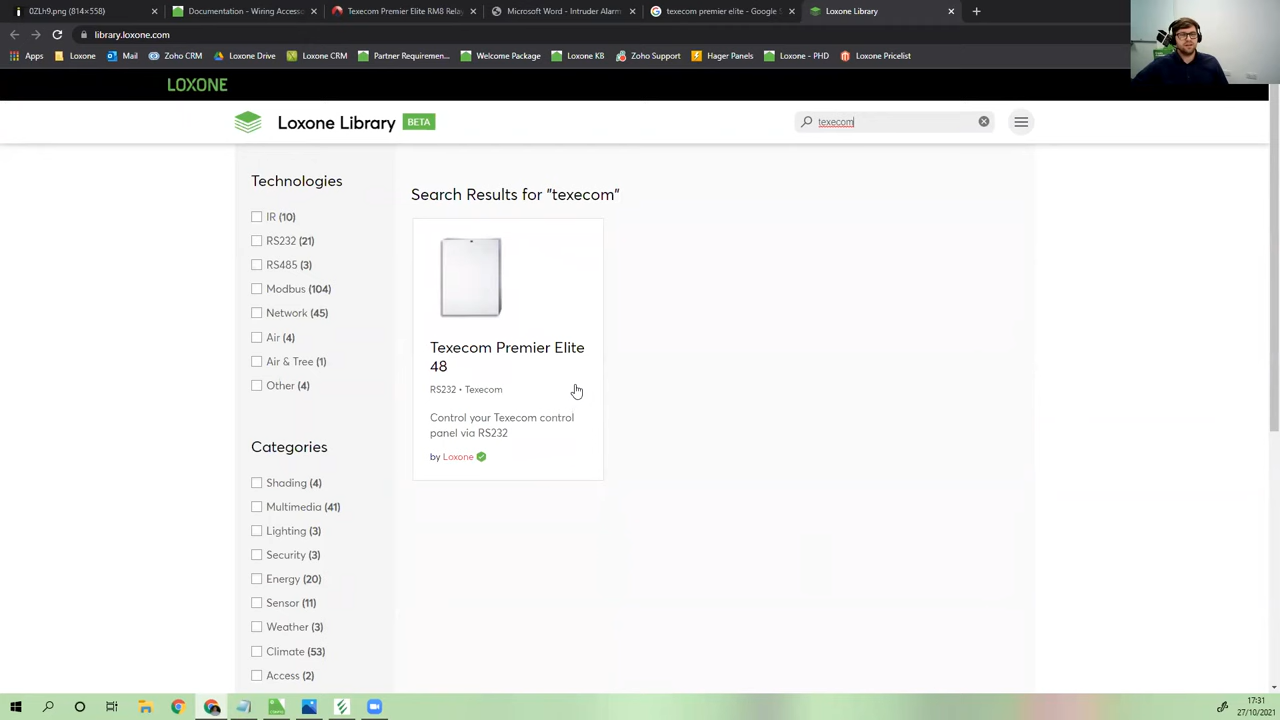 0ZLh9.png (814×558)
Documentation - Wiring Access
Texecom Premier Elite RM8 Relay
Microsoft Word - Intruder Alarm
texecom premier elite - Google S
Loxone Library
library.loxone.com
Apps
Loxone
Mail
Zoho CRM
Loxone Drive
Loxone CRM
Partner Requiremen...
Welcome Package
Loxone KB
Zoho Support
Hager Panels
Loxone - PHD
Loxone Pricelist
LOXONE
Loxone Library BETA
texecom
Technologies
IR (10)
RS232 (21)
RS485 (3)
Modbus (104)
Network (45)
Air (4)
Air & Tree (1)
Other (4)
Categories
Shading (4)
Multimedia (41)
Lighting (3)
Security (3)
Energy (20)
Sensor (11)
Weather (3)
Climate (53)
Access (2)
Search Results for "texecom"
Texecom Premier Elite
48
RS232 • Texecom
Control your Texecom control
panel via RS232
by Loxone
17:31
27/10/2021